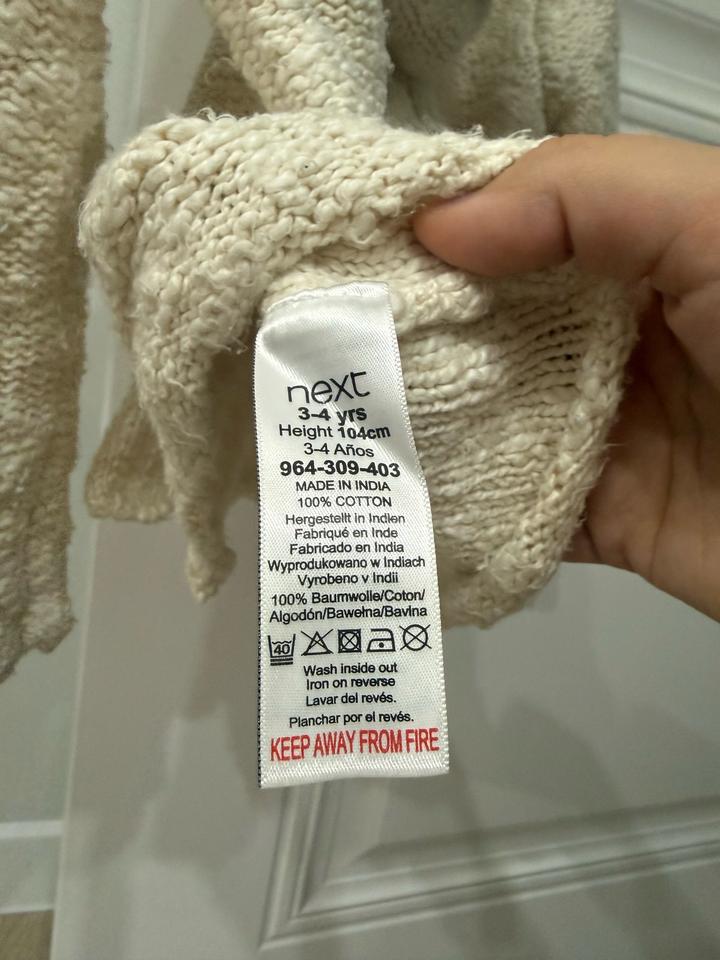 next
3-4 yrs
Height 104cm
3-4 Años
964-309-403
MADE IN INDIA
100% COTTON
Hergestellt in Indien
Fabriqué en Inde
Fabricado en India
Wyprodukowano w Indiach
Vyrobeno v Indii
100% Baumwolle/Coton/
Algodón/Bawełna/Bavlna
40
Wash inside out
Iron on reverse
Lavar del revés.
Planchar por el revés.
KEEP AWAY FROM FIRE